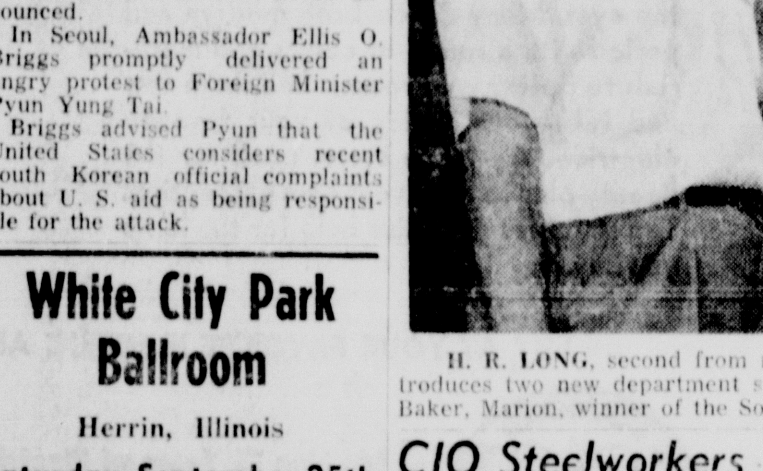 ounced.
In Seoul, Ambassador Ellis O.
riggs promptly delivered an
ngry protest to Foreign Minister
yun Yung Tai.
Briggs advised Pyun that the
nited States considers recent
outh Korean official complaints
bout U. S. aid as being responsi-
le for the attack.
White City Park
Ballroom
Herrin, Illinois
H. R. LONG, second from
troduces two new department s
Baker, Marion, winner of the So
CIO Steelworkers